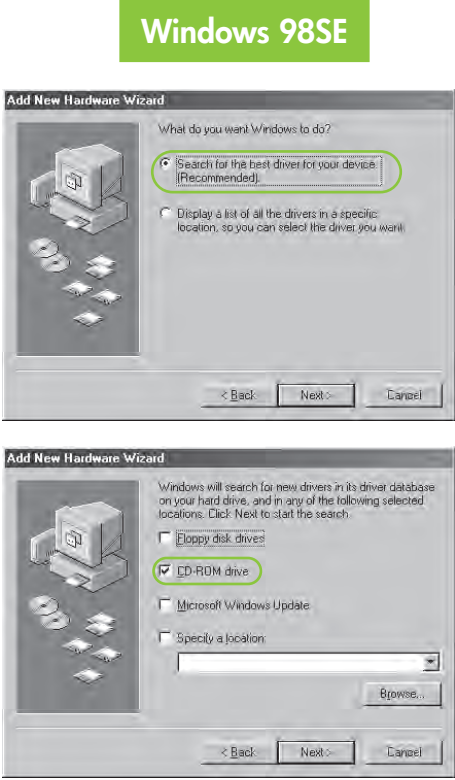 Windows 98SE
Add New Hardware Wizard
What do you want Windows to do?
Search for the best driver for your device.
(Recommended).
Display a list of all the drivers in a specific
location, so you can select the driver you want.
< Back
Next >
Cancel
Add New Hardware Wizard
Windows will search for new drivers in its driver database
on your hard drive, and in any of the following selected
locations. Click Next to start the search.
Floppy disk drives
CD-ROM drive
Microsoft Windows Update
Specify a location:
Browse...
< Back
Next >
Cancel